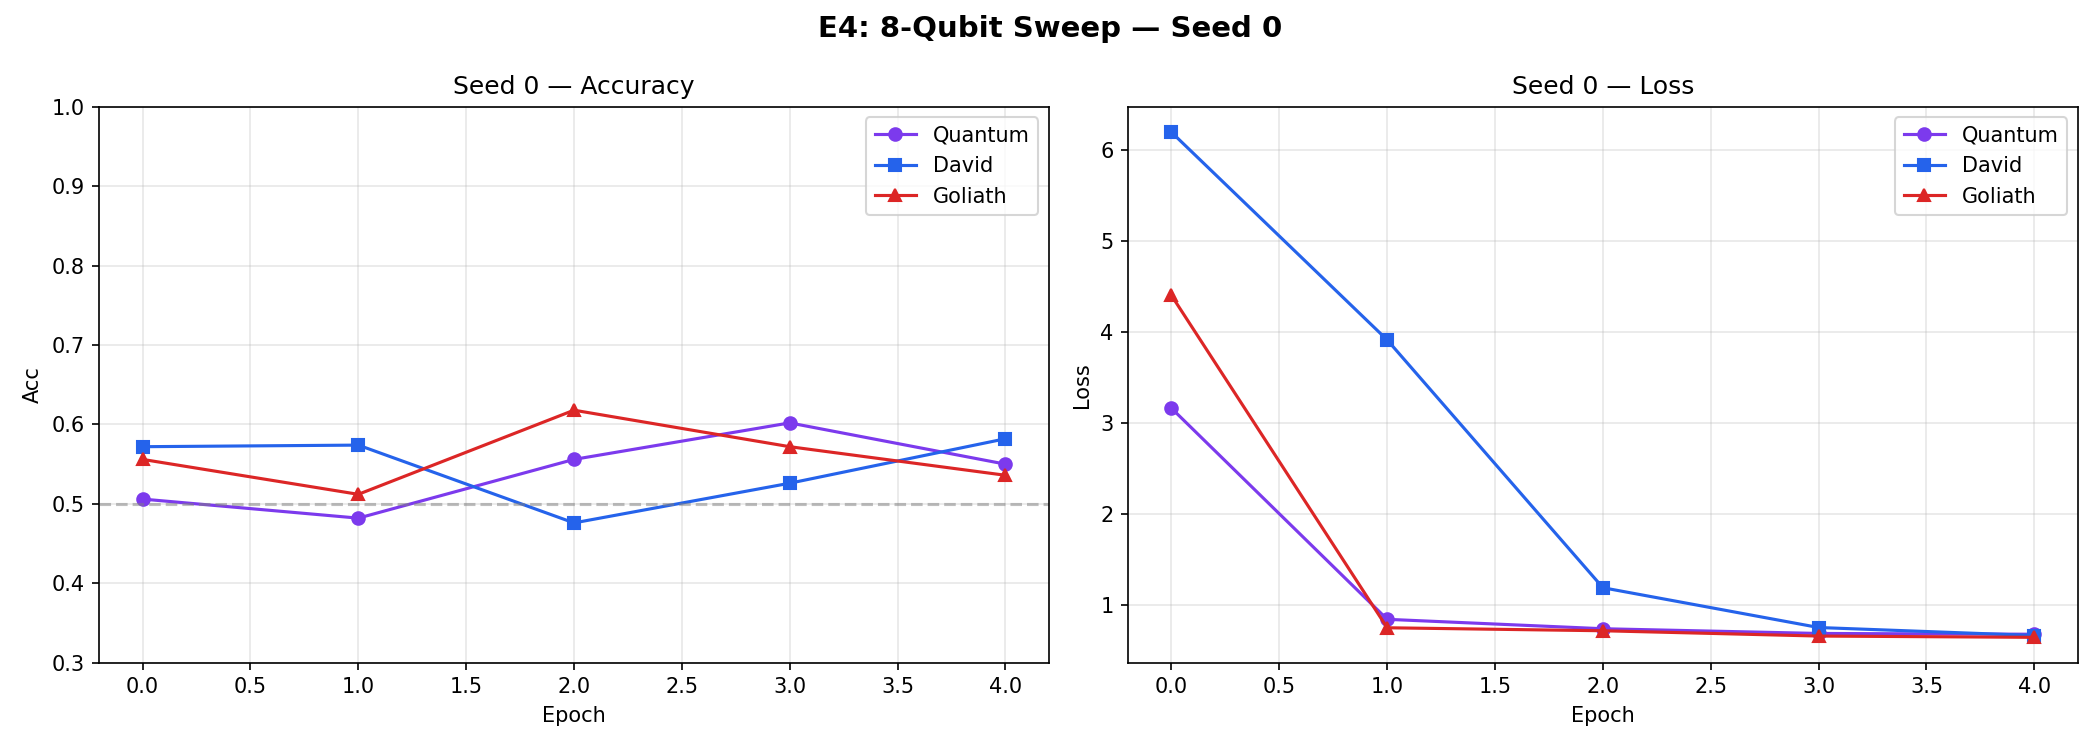 E4: 8-Qubit Sweep — Seed 0
Seed 0 — Accuracy
1.0
0.9
0.8
0.7
0.6
0.5
0.4
0.3
Acc
0.0 0.5 1.0 1.5 2.0 2.5 3.0 3.5 4.0
Epoch
Quantum
David
Goliath
Seed 0 — Loss
6
5
4
3
2
1
Loss
0.0 0.5 1.0 1.5 2.0 2.5 3.0 3.5 4.0
Epoch
Quantum
David
Goliath